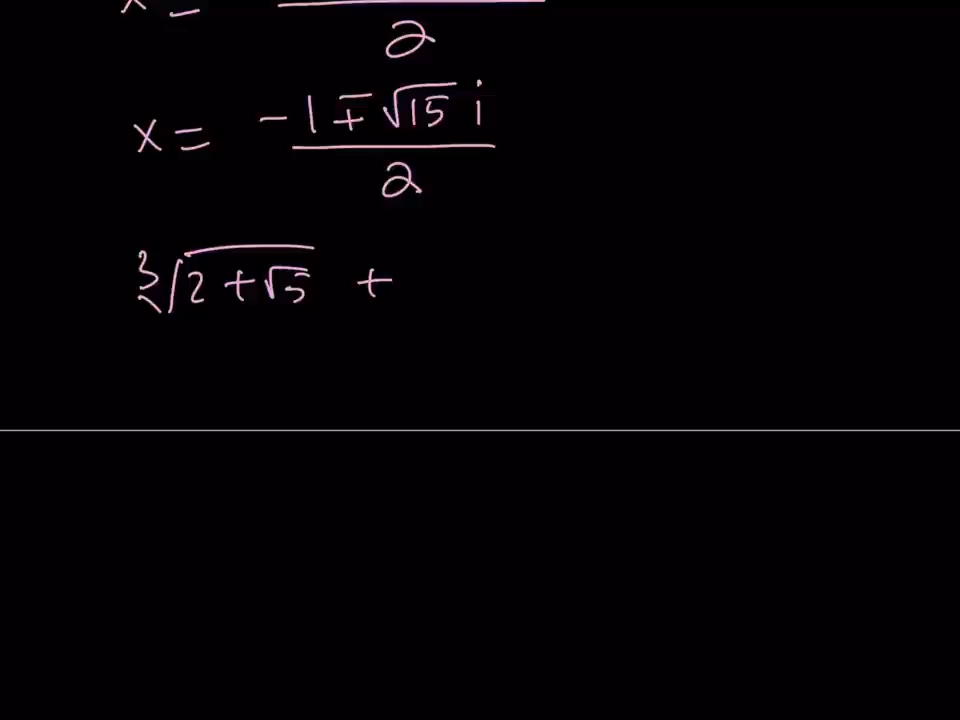 x =
2
x = (-1 ∓ √15 i) / 2
∛(2 + √5) +